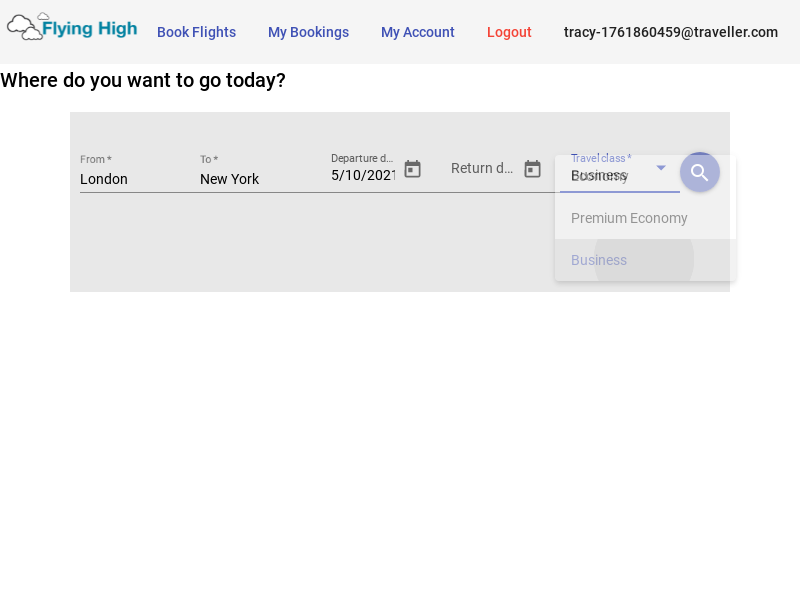 Flying High
Book Flights
My Bookings
My Account
Logout
tracy-1761860459@traveller.com
Where do you want to go today?
From *
London
To *
New York
Departure d...
5/10/2021
Return d...
Travel class *
Business
Economy
Premium Economy
Business